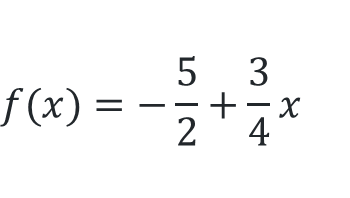 f(x) = −5/2 + 3/4 x